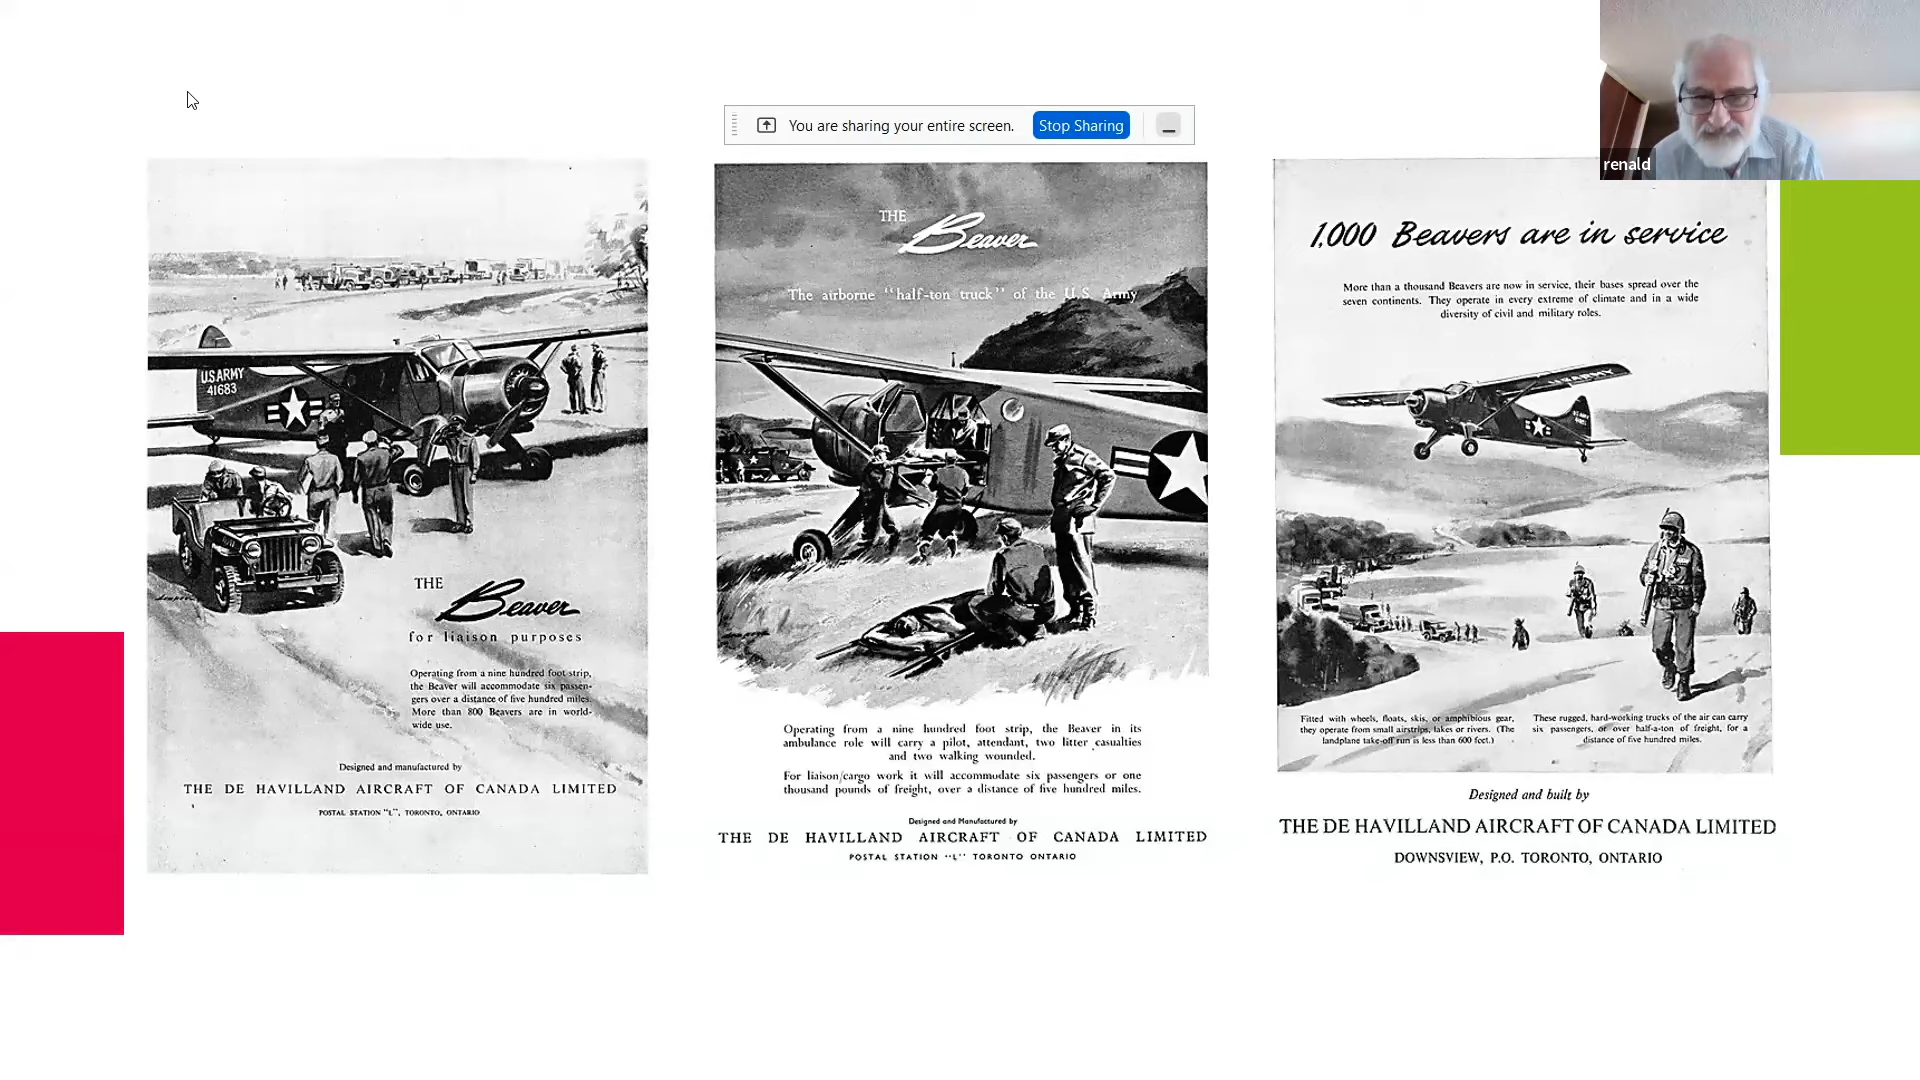 You are sharing your entire screen.
Stop Sharing
renald
U.S. ARMY
41683
THE
Beaver
for liaison purposes
Operating from a nine hundred foot strip,
the Beaver will accommodate six passen-
gers over a distance of five hundred miles.
More than 800 Beavers are in world-
wide use.
Designed and manufactured by
THE DE HAVILLAND AIRCRAFT OF CANADA LIMITED
POSTAL STATION "L", TORONTO, ONTARIO
THE
Beaver
The airborne "half-ton truck" of the U.S. Army
Operating from a nine hundred foot strip, the Beaver in its
ambulance role will carry a pilot, attendant, two litter casualties
and two walking wounded.
For liaison/cargo work it will accommodate six passengers or one
thousand pounds of freight, over a distance of five hundred miles.
Designed and Manufactured by
THE DE HAVILLAND AIRCRAFT OF CANADA LIMITED
POSTAL STATION "L" TORONTO ONTARIO
1,000 Beavers are in service
More than a thousand Beavers are now in service, their bases spread over the
seven continents. They operate in every extreme of climate and in a wide
diversity of civil and military roles.
U.S. ARMY
Fitted with wheels, floats, skis, or amphibious gear,
they operate from small airstrips, lakes or rivers. (The
landplane take-off run is less than 600 feet.)
These rugged, hard-working trucks of the air can carry
six passengers, or over half-a-ton of freight, for a
distance of five hundred miles.
Designed and built by
THE DE HAVILLAND AIRCRAFT OF CANADA LIMITED
DOWNSVIEW, P.O. TORONTO, ONTARIO